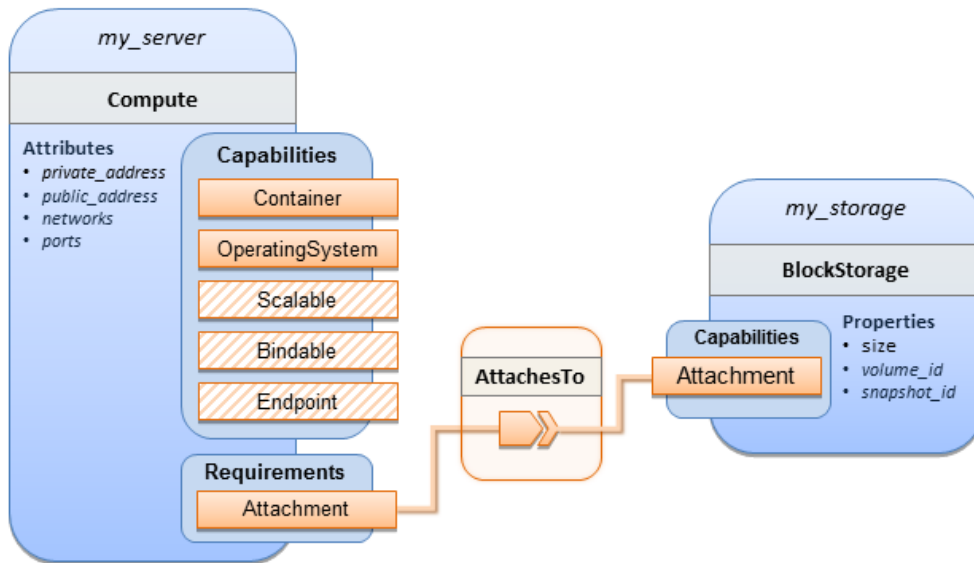 my_server
Compute
Attributes
• private_address
• public_address
• networks
• ports
Capabilities
Container
OperatingSystem
Scalable
Bindable
Endpoint
Requirements
Attachment
AttachesTo
my_storage
BlockStorage
Capabilities
Attachment
Properties
• size
• volume_id
• snapshot_id